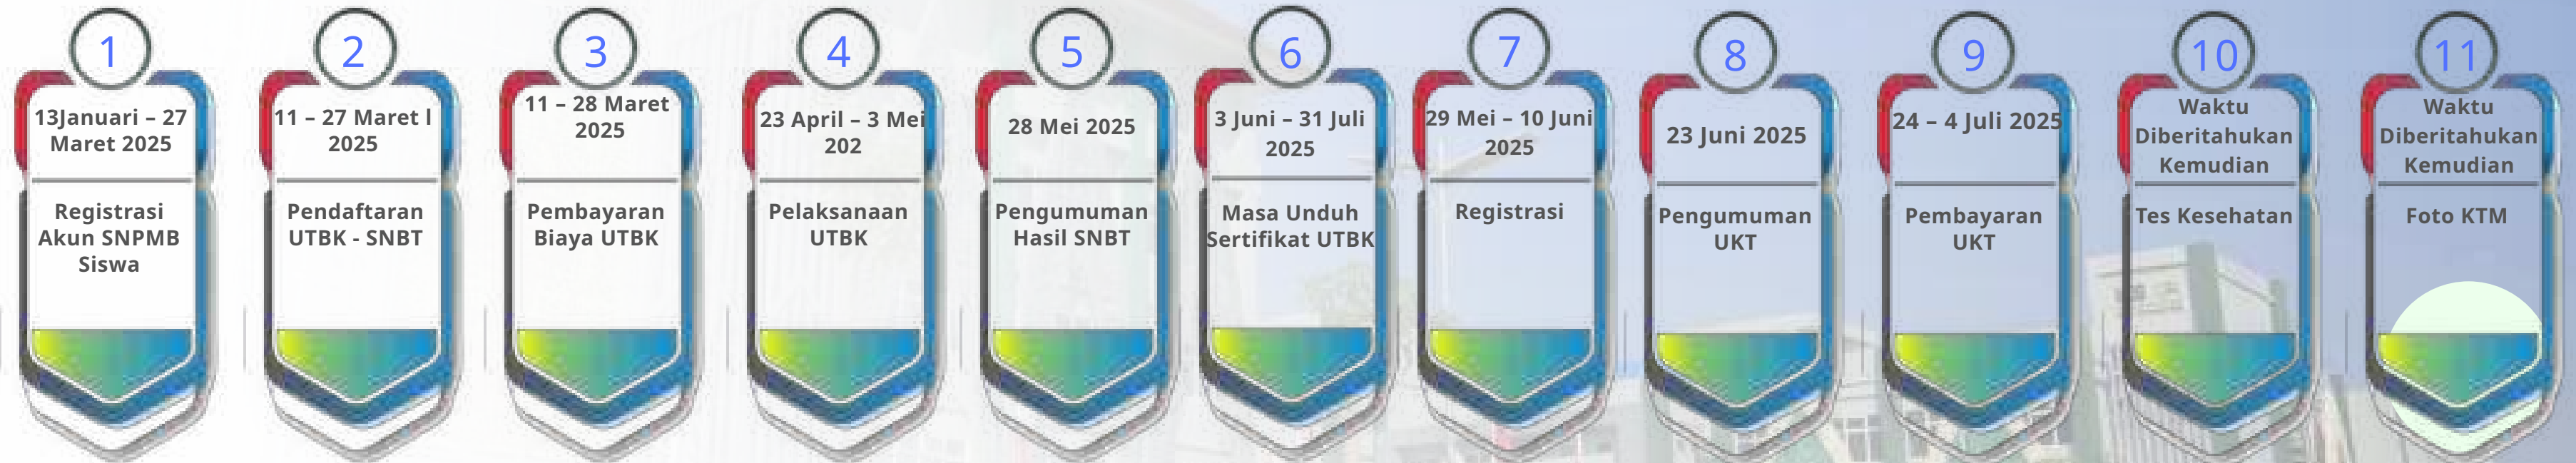 1
13Januari – 27
Maret 2025
Registrasi
Akun SNPMB
Siswa
2
11 – 27 Maret l
2025
Pendaftaran
UTBK - SNBT
3
11 – 28 Maret
2025
Pembayaran
Biaya UTBK
4
23 April – 3 Mei
202
Pelaksanaan
UTBK
5
28 Mei 2025
Pengumuman
Hasil SNBT
6
3 Juni – 31 Juli
2025
Masa Unduh
Sertifikat UTBK
7
29 Mei – 10 Juni
2025
Registrasi
8
23 Juni 2025
Pengumuman
UKT
9
24 – 4 Juli 2025
Pembayaran
UKT
10
Waktu
Diberitahukan
Kemudian
Tes Kesehatan
11
Waktu
Diberitahukan
Kemudian
Foto KTM